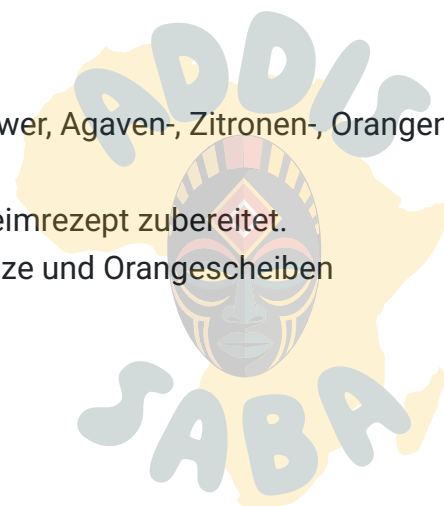 ADDIS
wer, Agaven-, Zitronen-, Orangen
eimrezept zubereitet.
ze und Orangescheiben
SABA